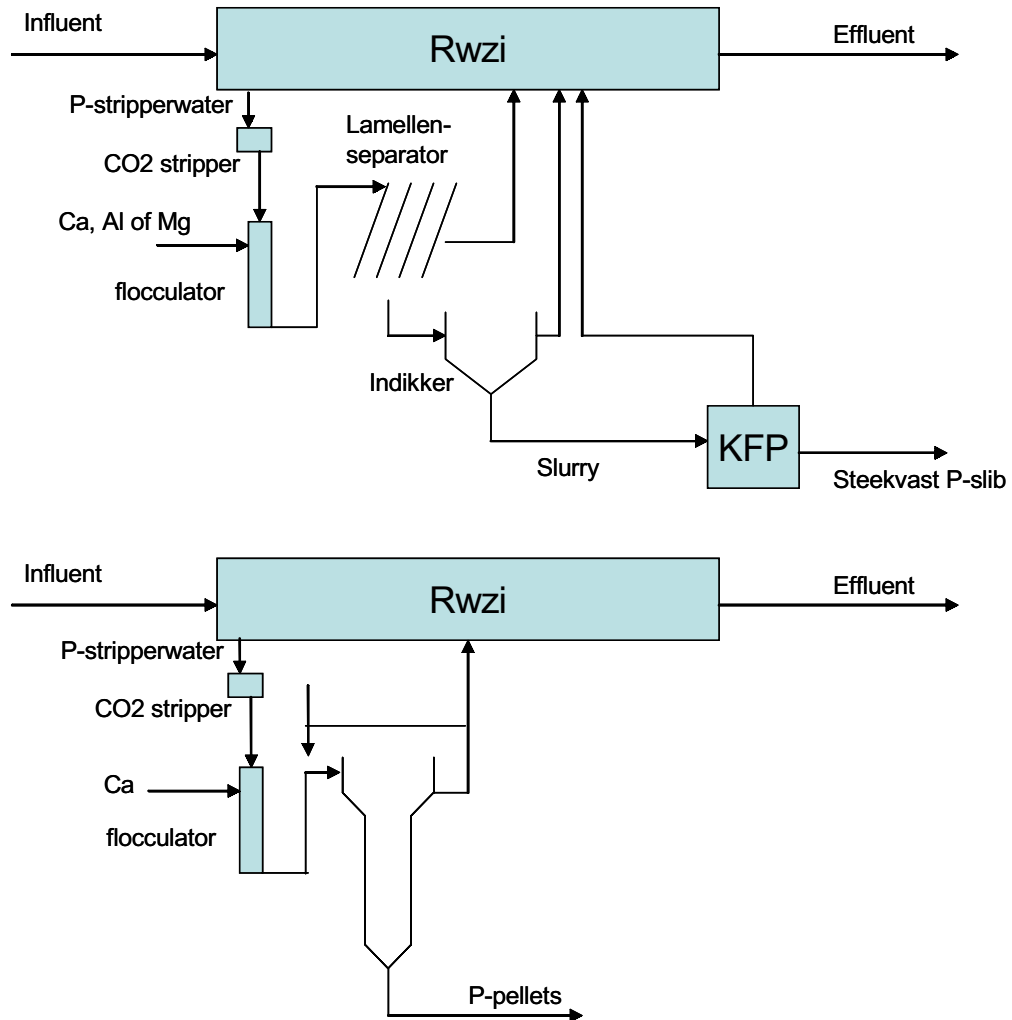 Influent
Rwzi
Effluent
P-stripperwater
Lamellen-
separator
CO2 stripper
Ca, Al of Mg
flocculator
Indikker
Slurry
KFP
Steekvast P-slib
Influent
Rwzi
Effluent
P-stripperwater
CO2 stripper
Ca
flocculator
P-pellets